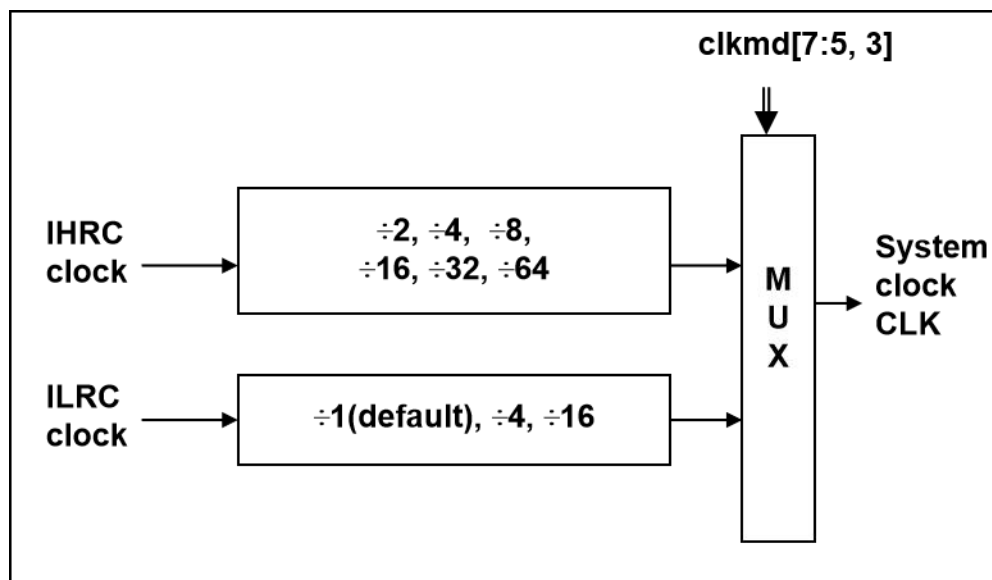 clkmd[7:5, 3]
IHRC
clock
÷2, ÷4, ÷8,
÷16, ÷32, ÷64
ILRC
clock
÷1(default), ÷4, ÷16
M
U
X
System
clock
CLK